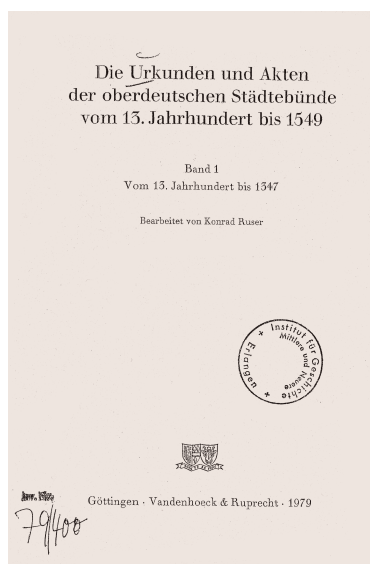 Die Urkunden und Akten
der oberdeutschen Städtebünde
vom 13. Jahrhundert bis 1549
Band 1
Vom 13. Jahrhundert bis 1347
Bearbeitet von Konrad Ruser
Institut für Geschichte
Mittlere und Neuere
Erlangen
Göttingen · Vandenhoeck & Ruprecht · 1979
79/400